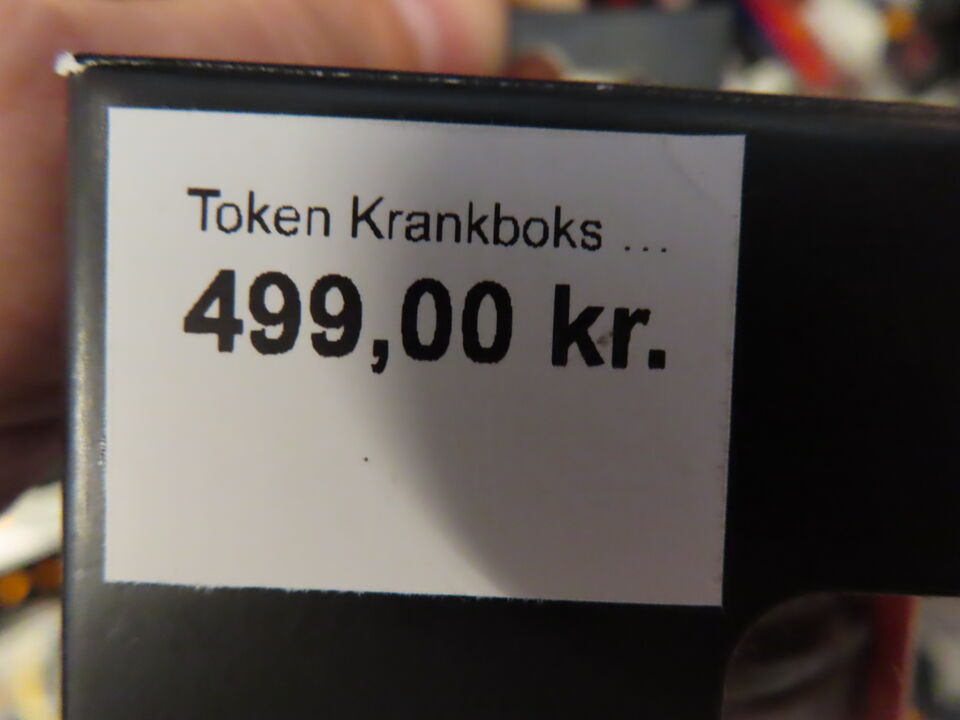 Token Krankboks ...
499,00 kr.